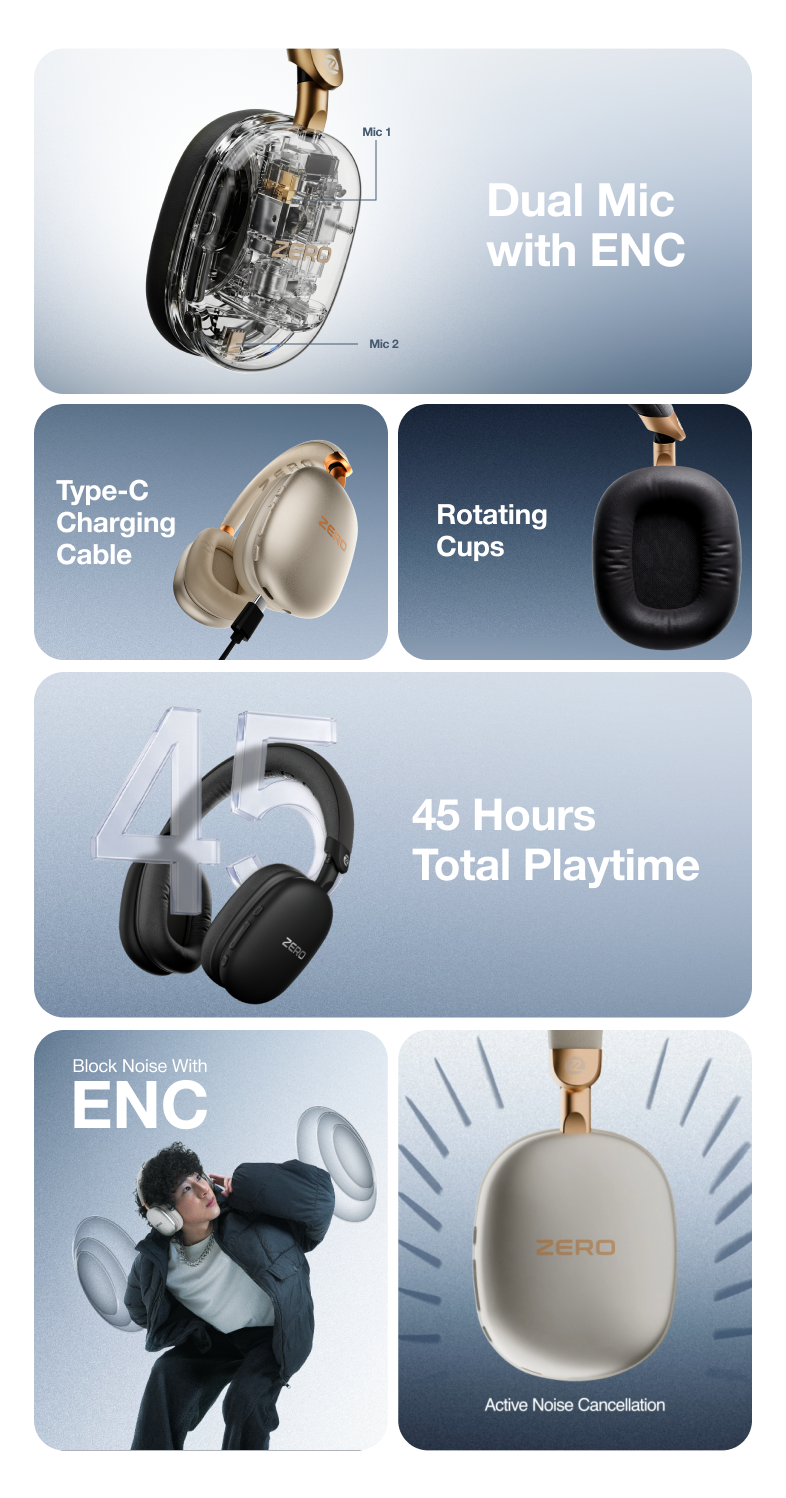 Mic 1
ZERO
Mic 2
Dual Mic
with ENC
Type-C
Charging
Cable
ZERO
ZERO
Rotating
Cups
45
45 Hours
Total Playtime
ZERO
Block Noise With
ENC
ZERO
Active Noise Cancellation